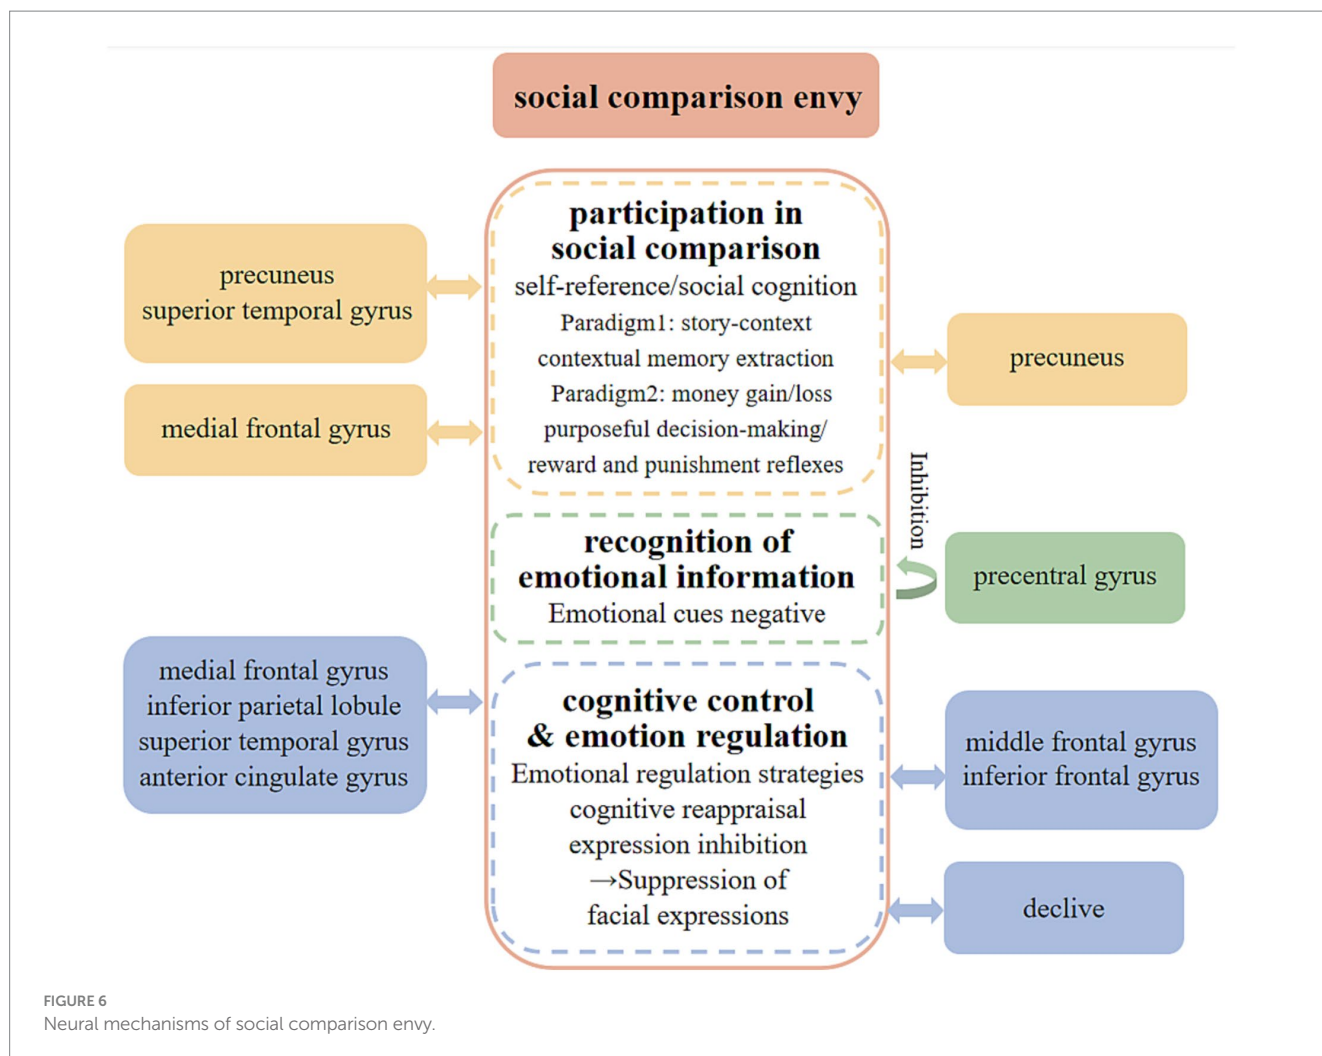 social comparison envy
participation in
social comparison
self-reference/social cognition
Paradigm1: story-context
contextual memory extraction
Paradigm2: money gain/loss
purposeful decision-making/
reward and punishment reflexes
precuneus
superior temporal gyrus
medial frontal gyrus
precuneus
Inhibition
recognition of
emotional information
Emotional cues negative
precentral gyrus
medial frontal gyrus
inferior parietal lobule
superior temporal gyrus
anterior cingulate gyrus
cognitive control
& emotion regulation
Emotional regulation strategies
cognitive reappraisal
expression inhibition
→Suppression of
facial expressions
middle frontal gyrus
inferior frontal gyrus
declive
FIGURE 6
Neural mechanisms of social comparison envy.